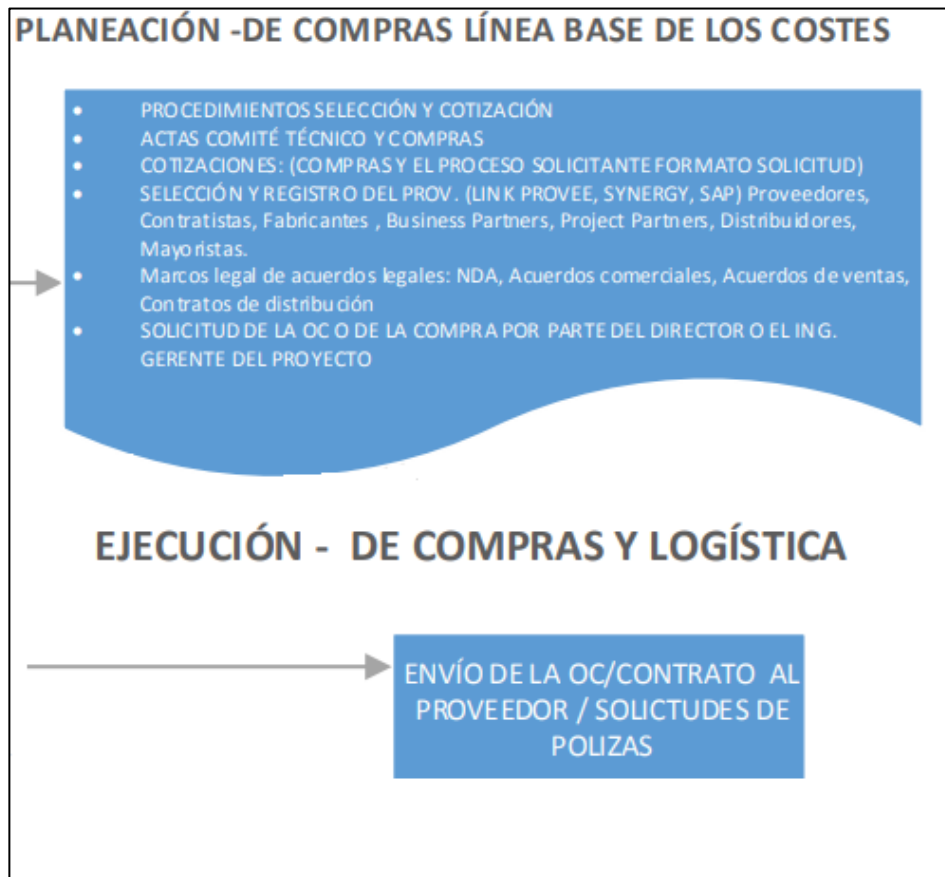 PLANEACIÓN -DE COMPRAS LÍNEA BASE DE LOS COSTES
• PROCEDIMIENTOS SELECCIÓN Y COTIZACIÓN
• ACTAS COMITÉ TÉCNICO Y COMPRAS
• COTIZACIONES: (COMPRAS Y EL PROCESO SOLICITANTE FORMATO SOLICITUD)
• SELECCIÓN Y REGISTRO DEL PROV. (LINK PROVEE, SYNERGY, SAP) Proveedores,
Contratistas, Fabricantes , Business Partners, Project Partners, Distribuidores,
Mayoristas.
• Marcos legal de acuerdos legales: NDA, Acuerdos comerciales, Acuerdos de ventas,
Contratos de distribución
• SOLICITUD DE LA OC O DE LA COMPRA POR PARTE DEL DIRECTOR O EL ING.
GERENTE DEL PROYECTO
EJECUCIÓN - DE COMPRAS Y LOGÍSTICA
ENVÍO DE LA OC/CONTRATO AL
PROVEEDOR / SOLICTUDES DE
POLIZAS